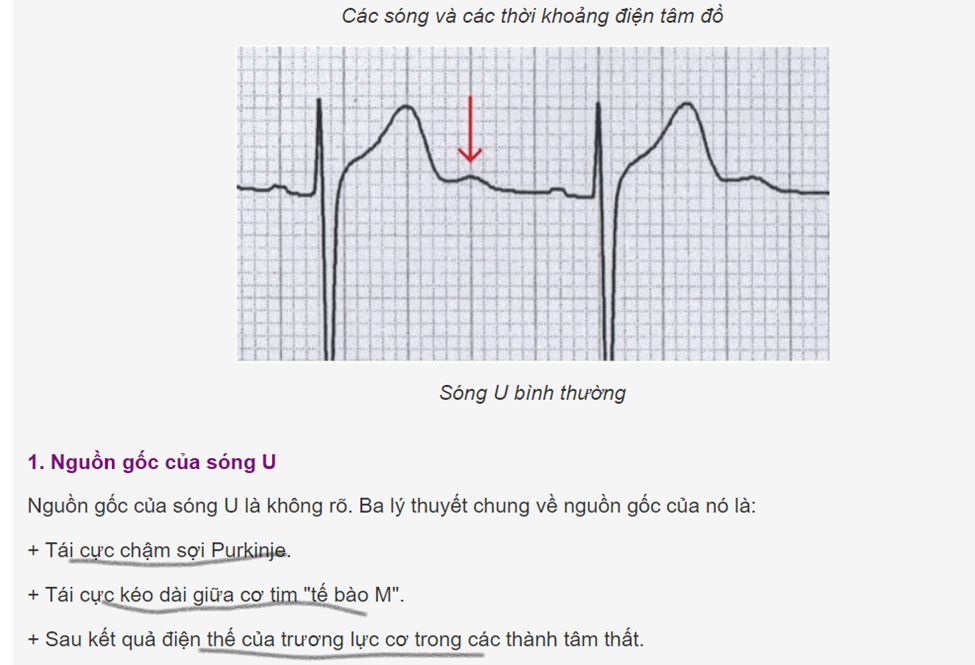 Các sóng và các thời khoảng điện tâm đồ
Sóng U bình thường
1. Nguồn gốc của sóng U
Nguồn gốc của sóng U là không rõ. Ba lý thuyết chung về nguồn gốc của nó là:
+ Tái cực chậm sợi Purkinje.
+ Tái cực kéo dài giữa cơ tim "tế bào M".
+ Sau kết quả điện thế của trương lực cơ trong các thành tâm thất.